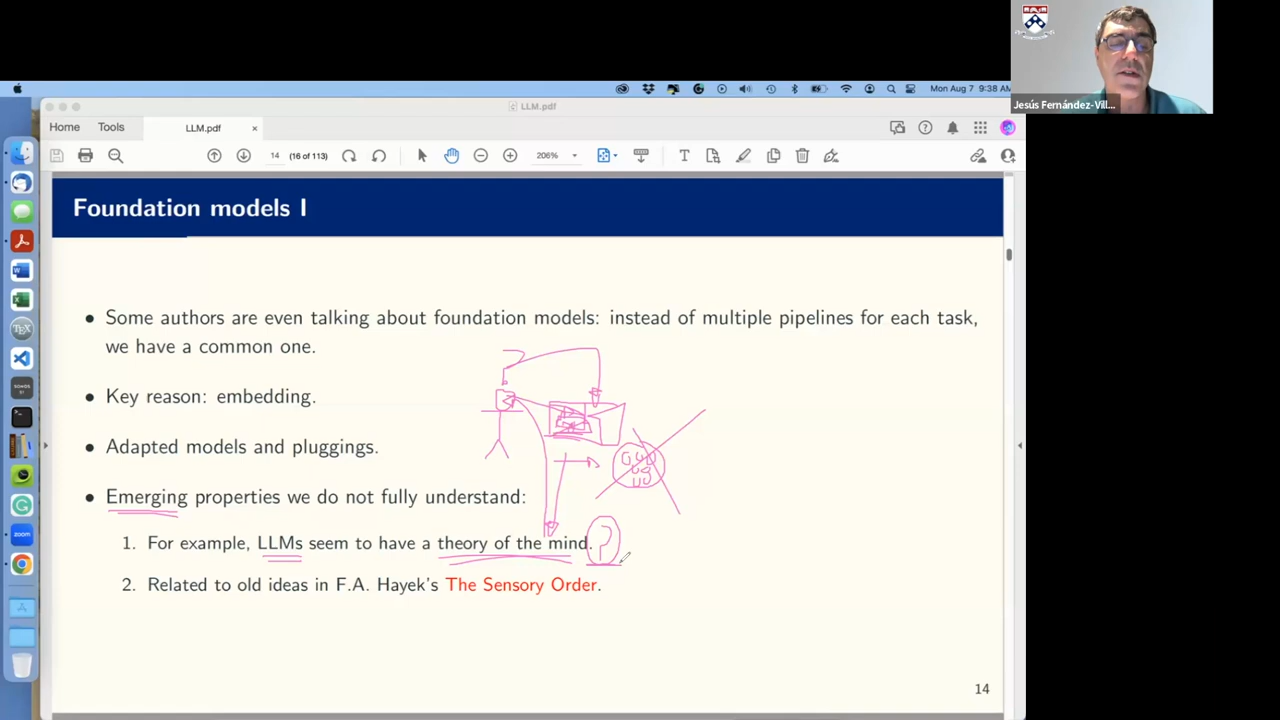 Mon Aug 7 9:38 AM
Jesús Fernández-Vill...
LLM.pdf
Home Tools LLM.pdf ×
14 (16 of 113) 206%
Foundation models I
• Some authors are even talking about foundation models: instead of multiple pipelines for each task,
we have a common one.
• Key reason: embedding.
• Adapted models and pluggings.
• Emerging properties we do not fully understand:
1. For example, LLMs seem to have a theory of the mind. ?
2. Related to old ideas in F.A. Hayek's The Sensory Order.
14